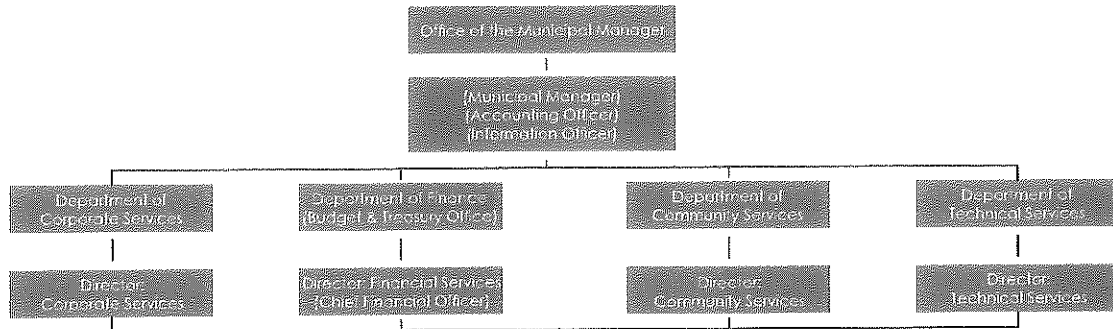 Office of the Municipal Manager
(Municipal Manager)
(Accounting Officer)
(Information Officer)
Department of
Corporate Services
Department of Finance
(Budget & Treasury Office)
Department of
Community Services
Department of
Technical Services
Director:
Corporate Services
Director: Financial Services
(Chief Financial Officer)
Director:
Community Services
Director:
Technical Services